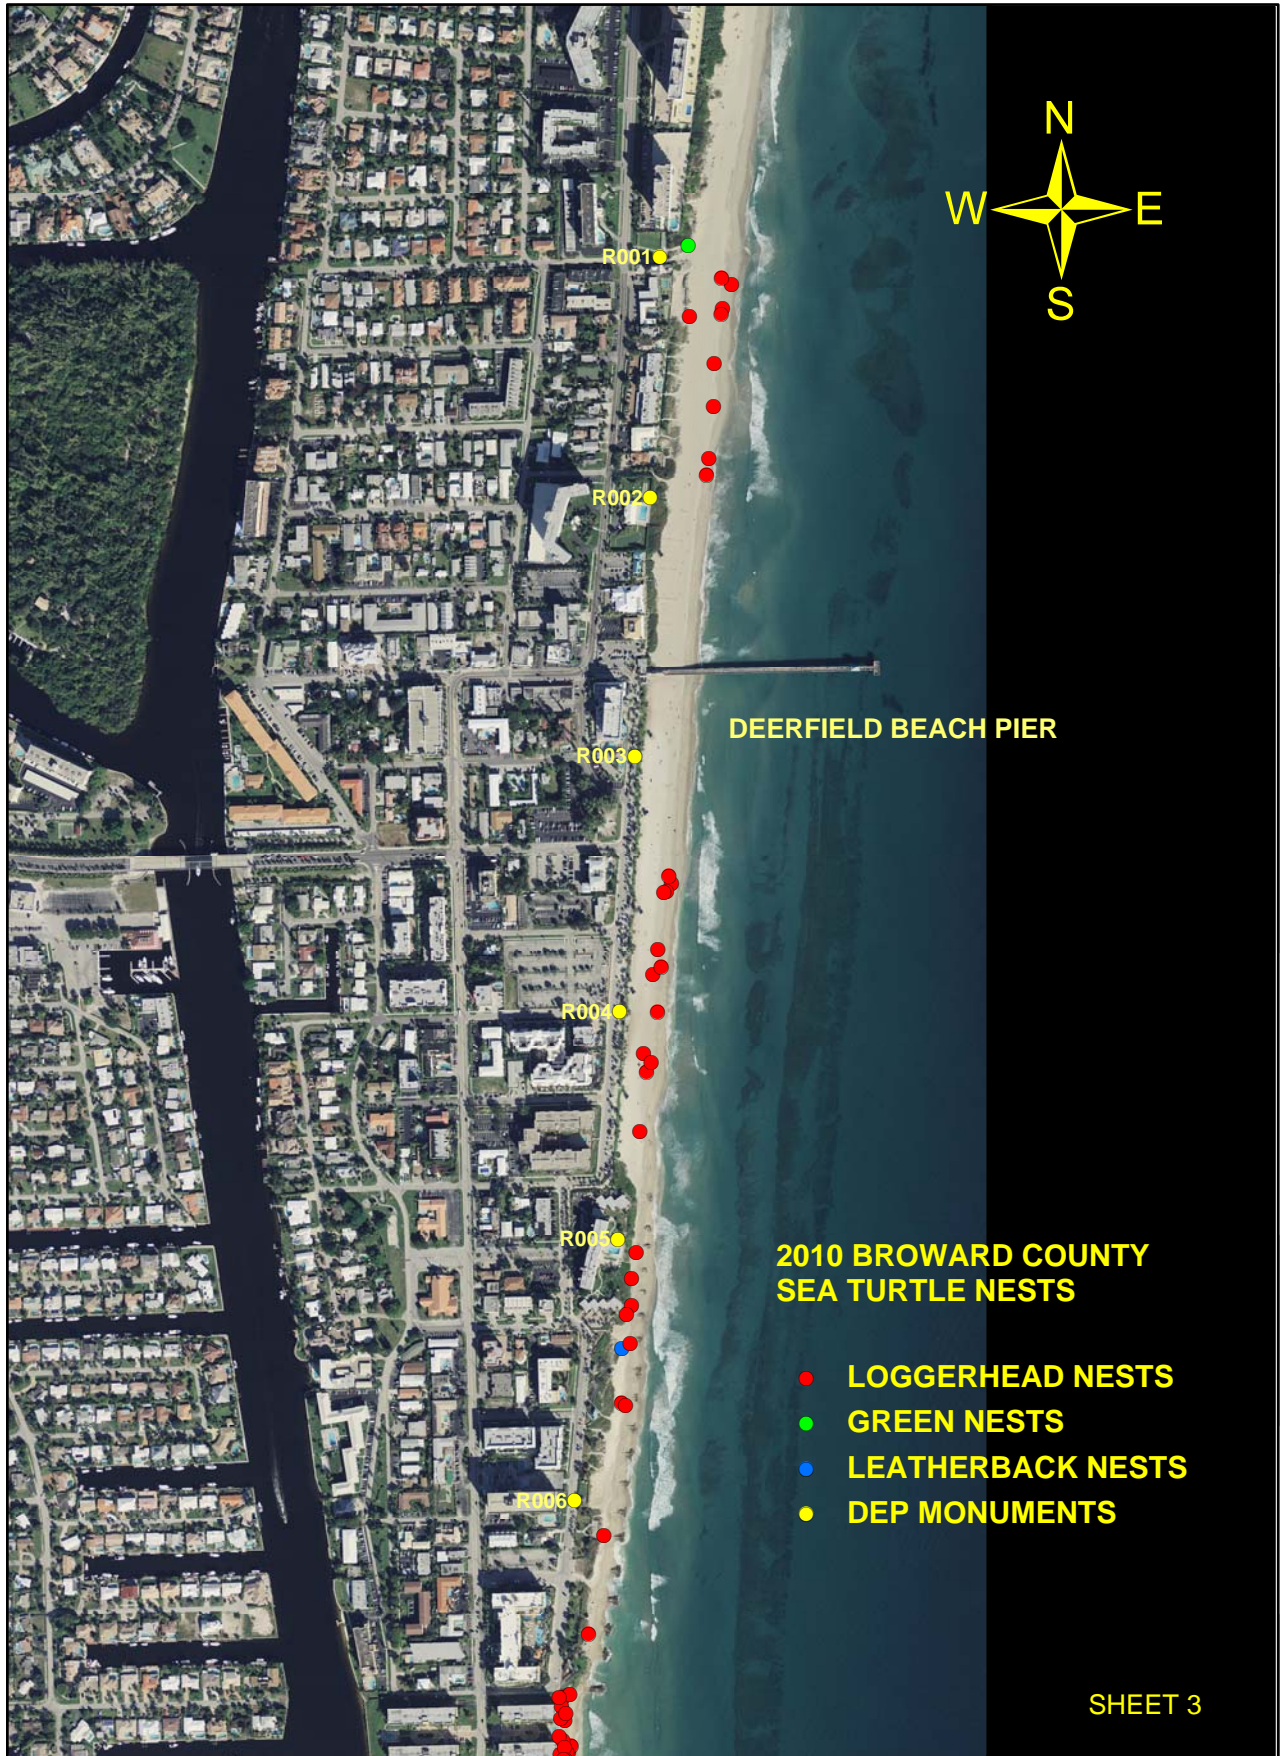 N
W
E
S
R001
R002
DEERFIELD BEACH PIER
R003
R004
R005
2010 BROWARD COUNTY
SEA TURTLE NESTS
LOGGERHEAD NESTS
GREEN NESTS
LEATHERBACK NESTS
R006
DEP MONUMENTS
SHEET 3